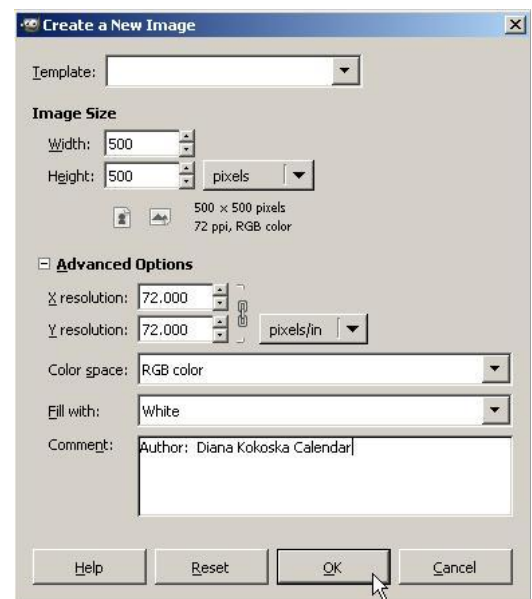 Create a New Image
Template:
Image Size
Width: 500
Height: 500 pixels
500 × 500 pixels
72 ppi, RGB color
Advanced Options
X resolution: 72.000
Y resolution: 72.000 pixels/in
Color space: RGB color
Fill with: White
Comment: Author: Diana Kokoska Calendar
Help Reset OK Cancel